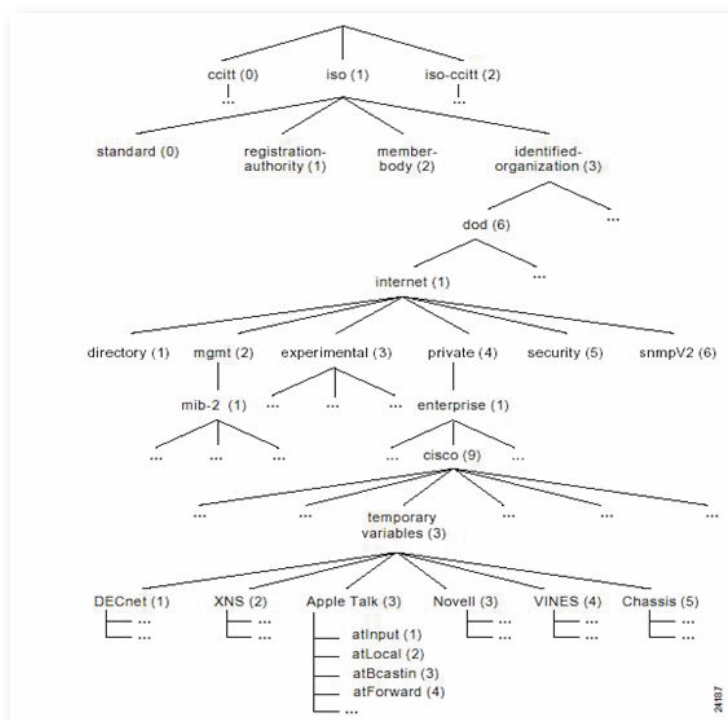 ccitt (0) iso (1) iso-ccitt (2)
... ...
standard (0) registration-authority (1) member-body (2) identified-organization (3)
dod (6) ...
internet (1) ...
directory (1) mgmt (2) experimental (3) private (4) security (5) snmpV2 (6)
mib-2 (1) ... ... ... enterprise (1)
... ... ... ... cisco (9) ...
... ... temporary variables (3) ... ... ...
DECnet (1) XNS (2) Apple Talk (3) Novell (3) VINES (4) Chassis (5)
... ... ... ... ...
... ... ... ... ...
atInput (1)
atLocal (2)
atBcastin (3)
atForward (4)
...
24187